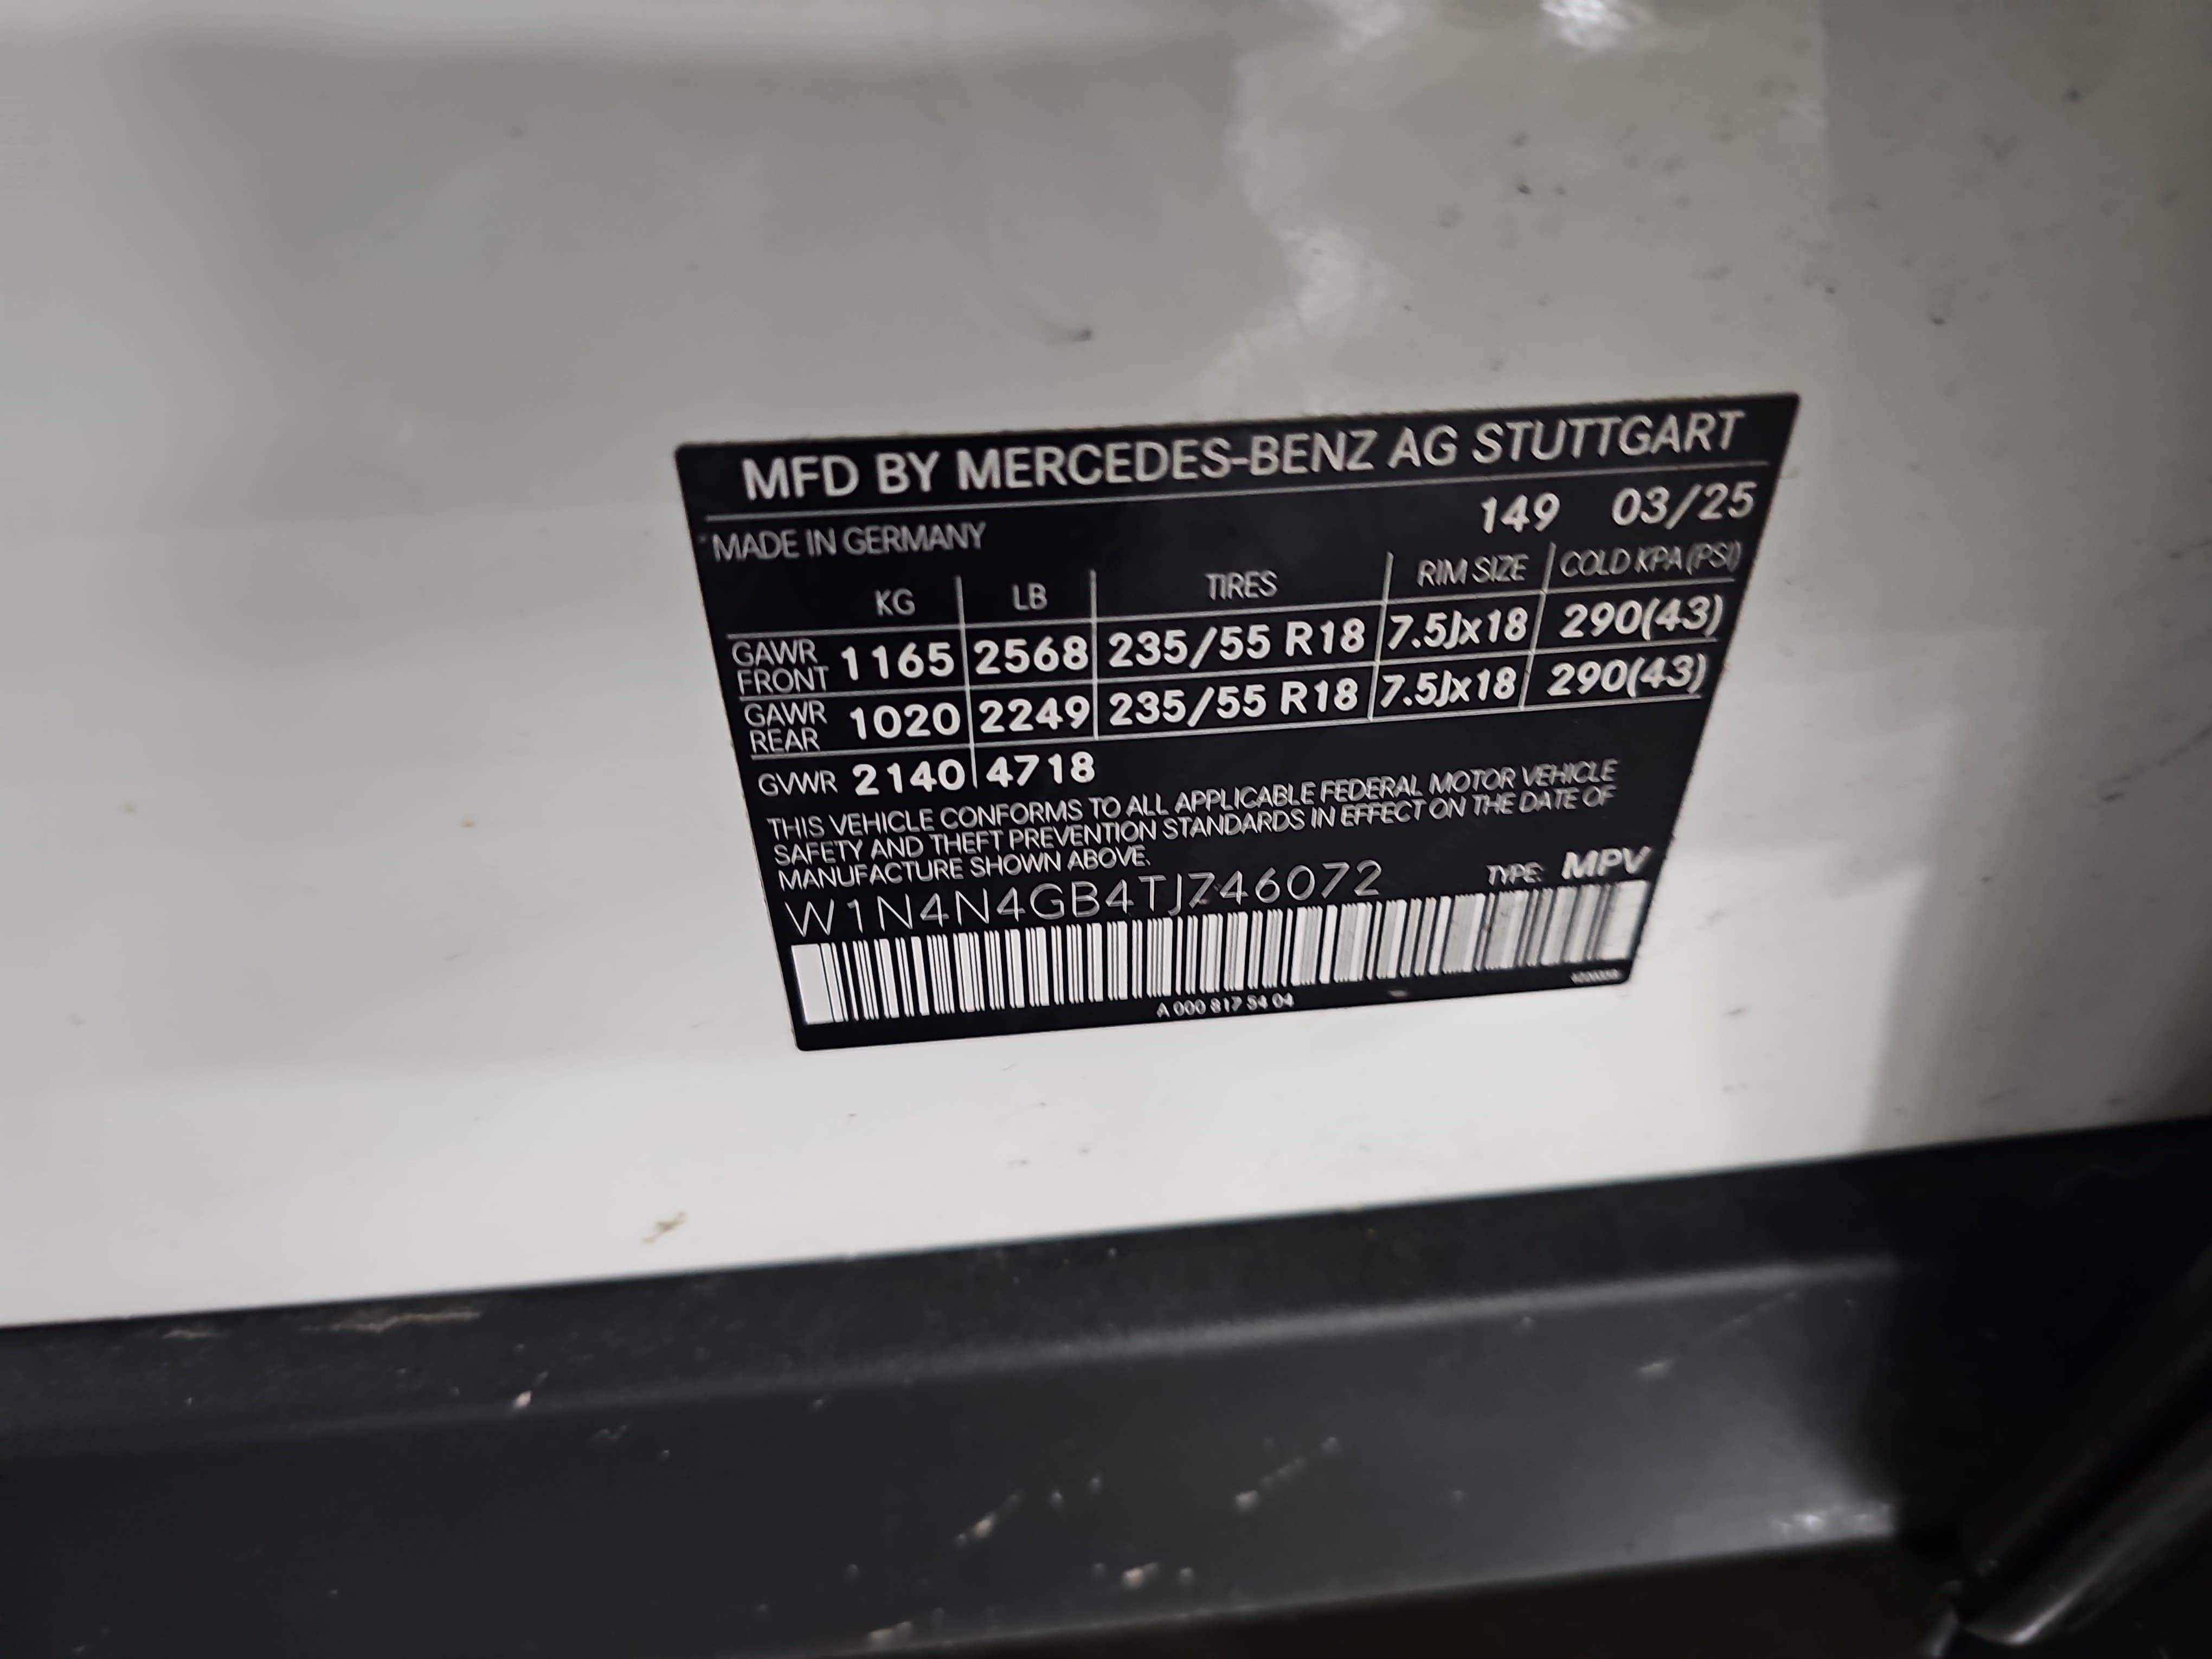 MFD BY MERCEDES-BENZ AG STUTTGART
MADE IN GERMANY 149 03/25
KG LB TIRES RIM SIZE COLD KPA (PSI)
GAWR FRONT 1165 2568 235/55 R18 7.5Jx18 290(43)
GAWR REAR 1020 2249 235/55 R18 7.5Jx18 290(43)
GVWR 2140 4718
THIS VEHICLE CONFORMS TO ALL APPLICABLE FEDERAL MOTOR VEHICLE
SAFETY AND THEFT PREVENTION STANDARDS IN EFFECT ON THE DATE OF
MANUFACTURE SHOWN ABOVE.
W1N4N4GB4TJ746072 TYPE: MPV
A 000 817 54 04